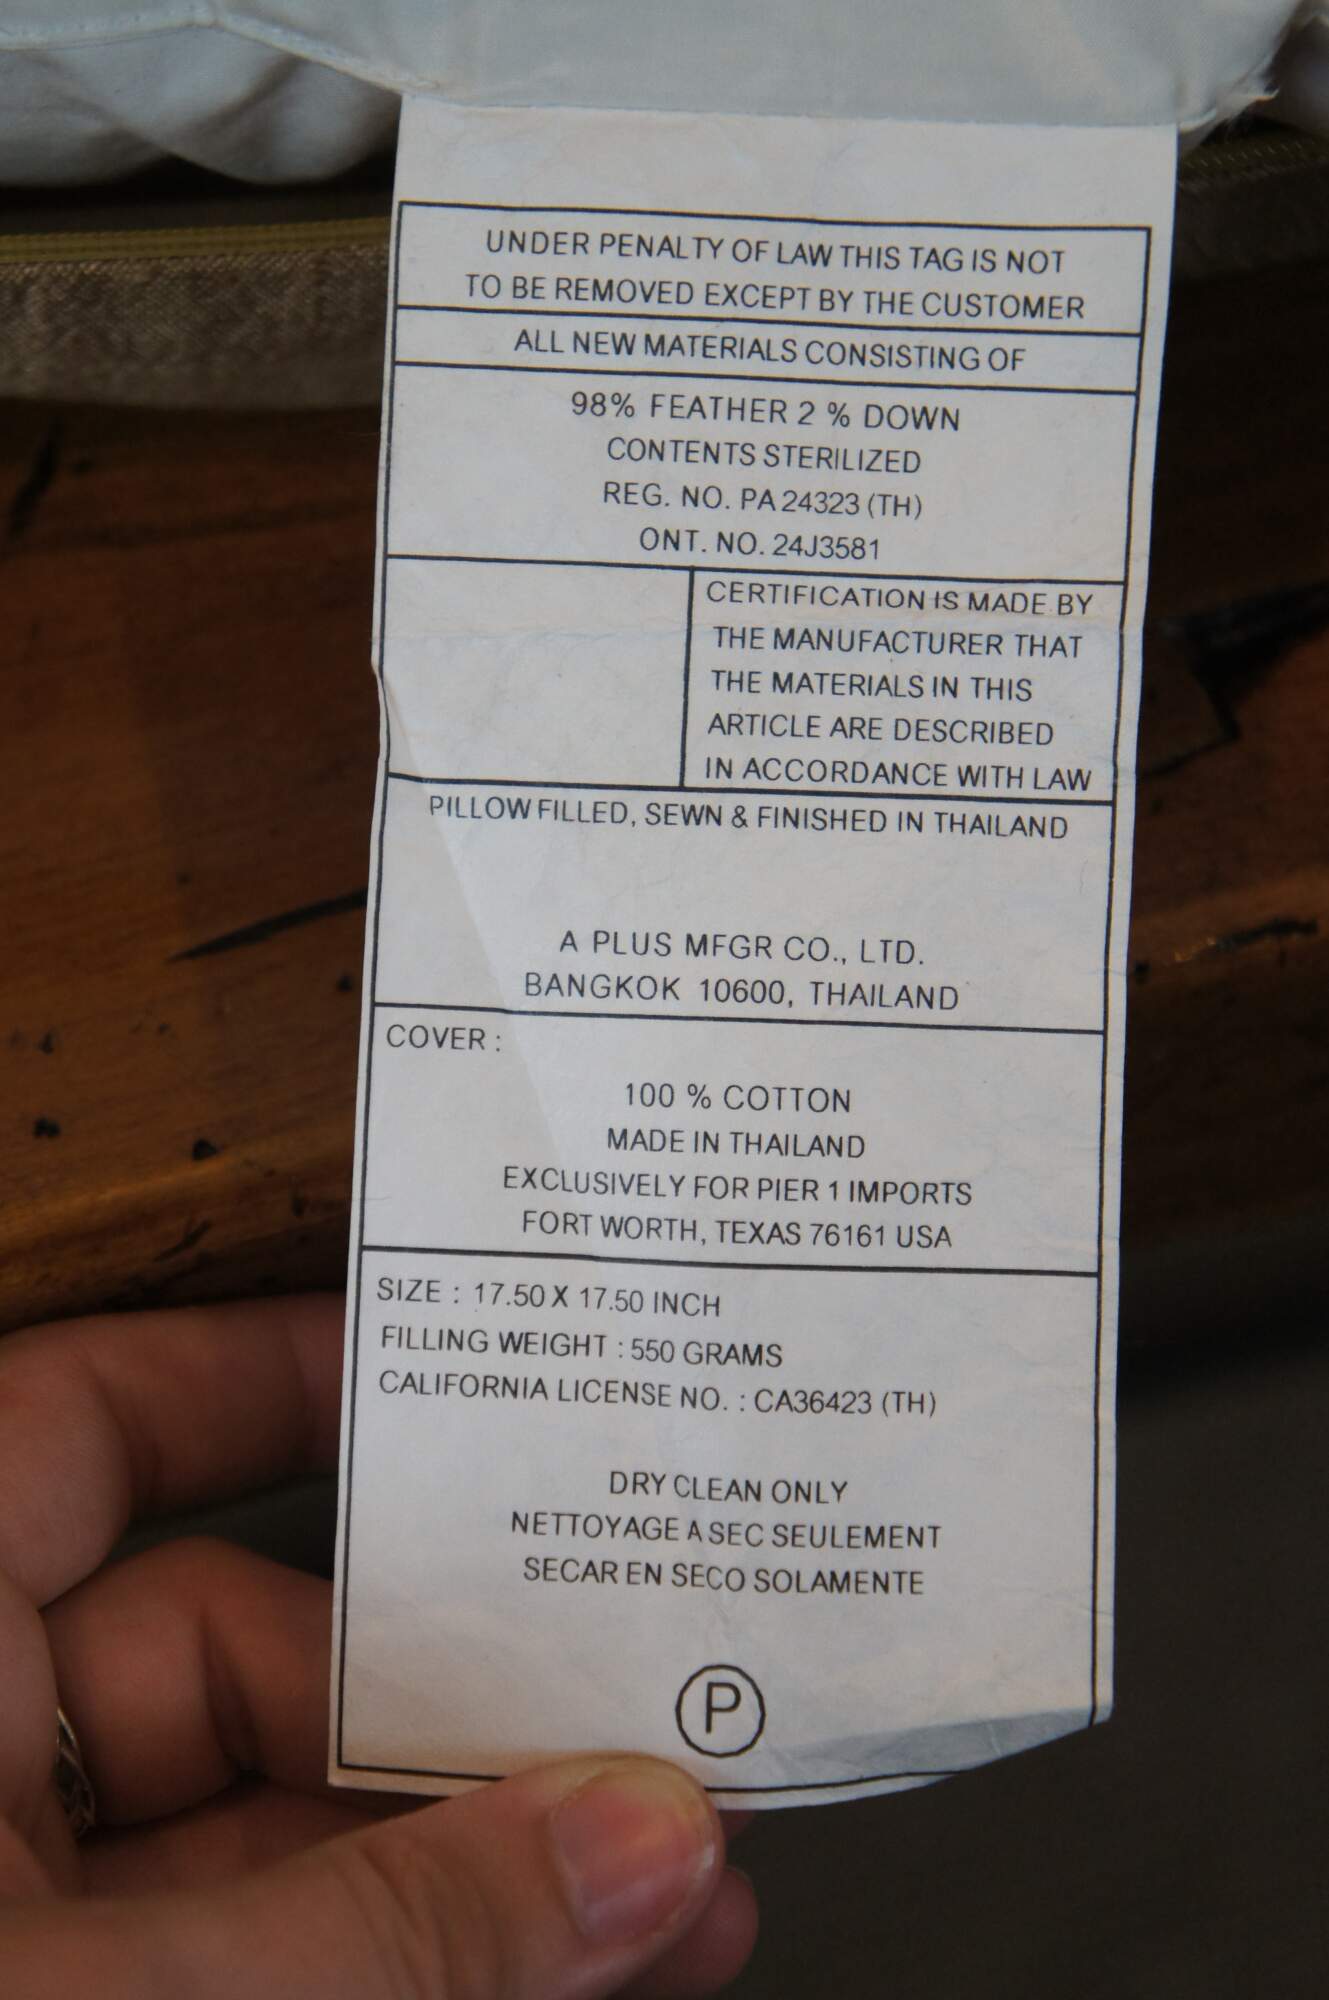 UNDER PENALTY OF LAW THIS TAG IS NOT
TO BE REMOVED EXCEPT BY THE CUSTOMER
ALL NEW MATERIALS CONSISTING OF
98% FEATHER 2 % DOWN
CONTENTS STERILIZED
REG. NO. PA 24323 (TH)
ONT. NO. 24J3581
CERTIFICATION IS MADE BY
THE MANUFACTURER THAT
THE MATERIALS IN THIS
ARTICLE ARE DESCRIBED
IN ACCORDANCE WITH LAW
PILLOW FILLED, SEWN & FINISHED IN THAILAND
A PLUS MFGR CO., LTD.
BANGKOK 10600, THAILAND
COVER :
100 % COTTON
MADE IN THAILAND
EXCLUSIVELY FOR PIER 1 IMPORTS
FORT WORTH, TEXAS 76161 USA
SIZE : 17.50 X 17.50 INCH
FILLING WEIGHT : 550 GRAMS
CALIFORNIA LICENSE NO. : CA36423 (TH)
DRY CLEAN ONLY
NETTOYAGE A SEC SEULEMENT
SECAR EN SECO SOLAMENTE
P